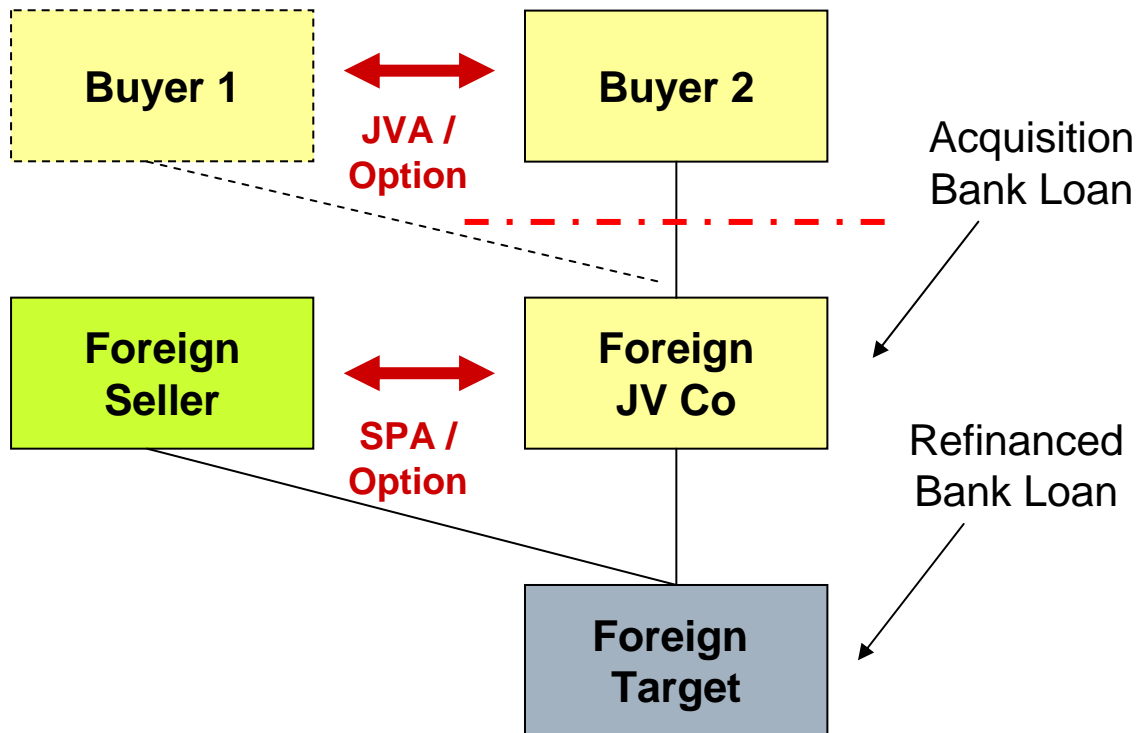 Buyer 1
JVA /
Option
Buyer 2
Acquisition
Bank Loan
Foreign
Seller
SPA /
Option
Foreign
JV Co
Refinanced
Bank Loan
Foreign
Target